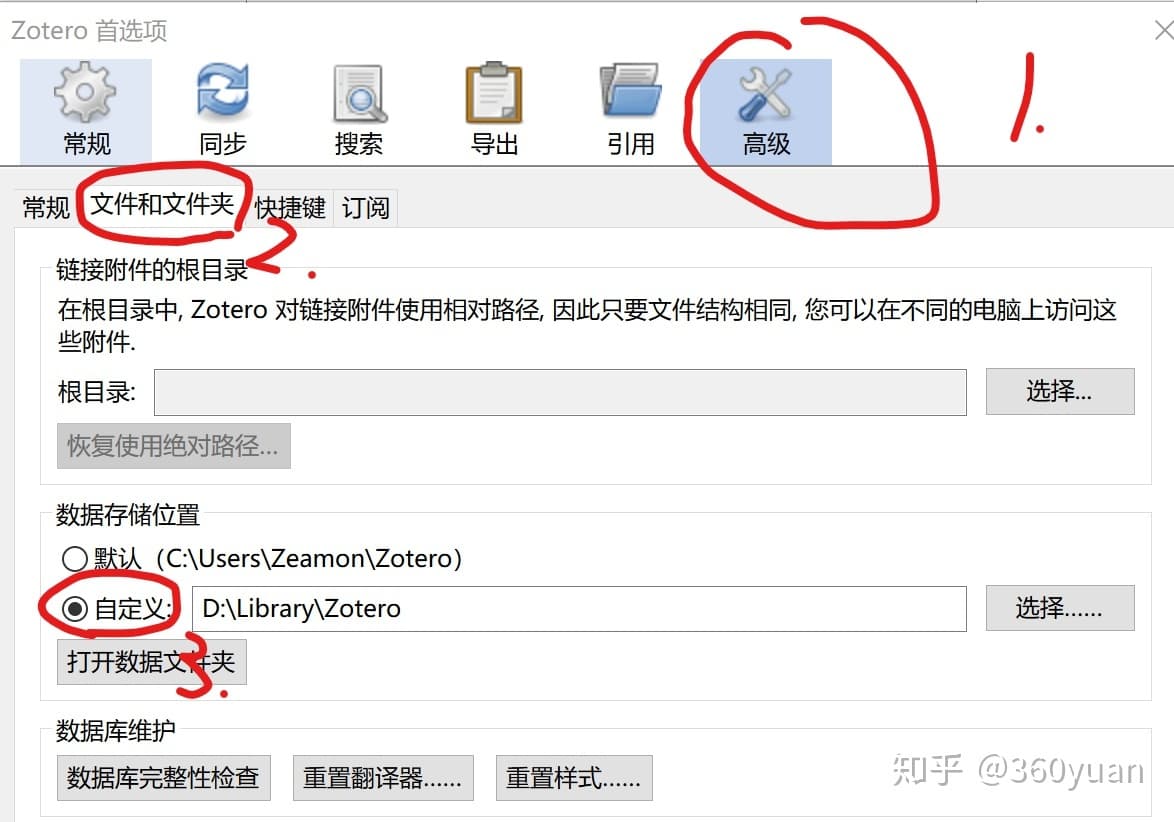 Zotero 首选项
常规 同步 搜索 导出 引用 高级
1.
常规 文件和文件夹 快捷键 订阅
2.
链接附件的根目录
在根目录中, Zotero 对链接附件使用相对路径, 因此只要文件结构相同, 您可以在不同的电脑上访问这
些附件.
根目录: 选择...
恢复使用绝对路径...
数据存储位置
默认（C:\Users\Zeamon\Zotero）
自定义: D:\Library\Zotero 选择......
打开数据文件夹
3.
数据库维护
数据库完整性检查 重置翻译器...... 重置样式......
知乎 @360yuan